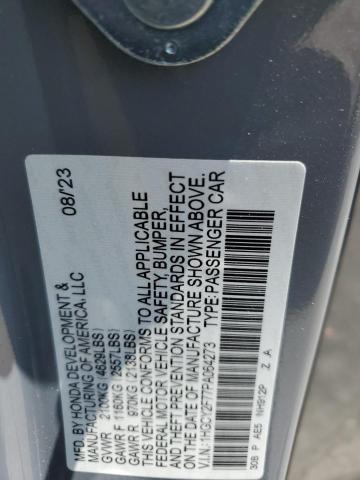 MFD. BY HONDA DEVELOPMENT & 08/23
MANUFACTURING OF AMERICA, LLC
GVWR 2100KG (4629LBS)
GAWR F 1160KG (2557LBS)
GAWR R 970KG (2138LBS)
THIS VEHICLE CONFORMS TO ALL APPLICABLE
FEDERAL MOTOR VEHICLE SAFETY, BUMPER,
THEFT PREVENTION STANDARDS IN EFFECT
ON THE DATE OF MANUFACTURE SHOWN ABOVE.
V.I.N.: 1HGCY2F777PA064273 TYPE:PASSENGER CAR
30B P AE5 NH912P Z A